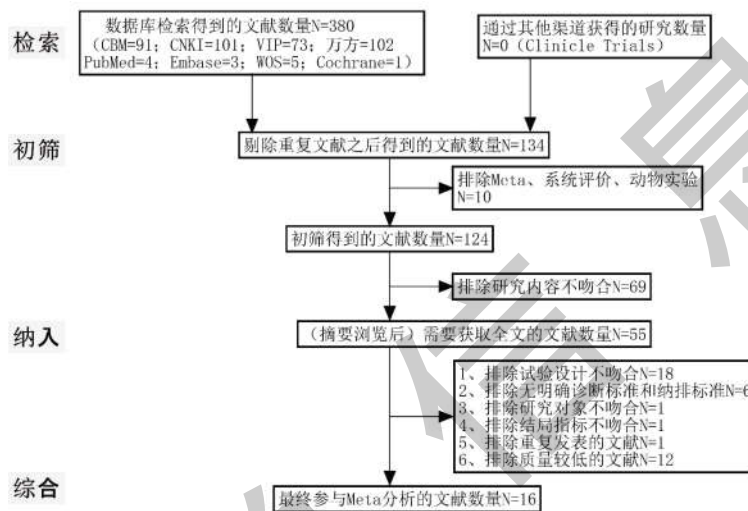 检索
数据库检索得到的文献数量N=380
（CBM=91；CNKI=101；VIP=73；万方=102
PubMed=4；Embase=3；WOS=5；Cochrane=1）
通过其他渠道获得的研究数量
N=0（Clinicle Trials）
初筛
剔除重复文献之后得到的文献数量N=134
排除Meta、系统评价、动物实验
N=10
初筛得到的文献数量N=124
排除研究内容不吻合N=69
纳入
（摘要浏览后）需要获取全文的文献数量N=55
1、排除试验设计不吻合N=18
2、排除无明确诊断标准和纳排标准N=6
3、排除研究对象不吻合N=1
4、排除结局指标不吻合N=1
5、排除重复发表的文献N=1
6、排除质量较低的文献N=12
综合
最终参与Meta分析的文献数量N=16
信
息